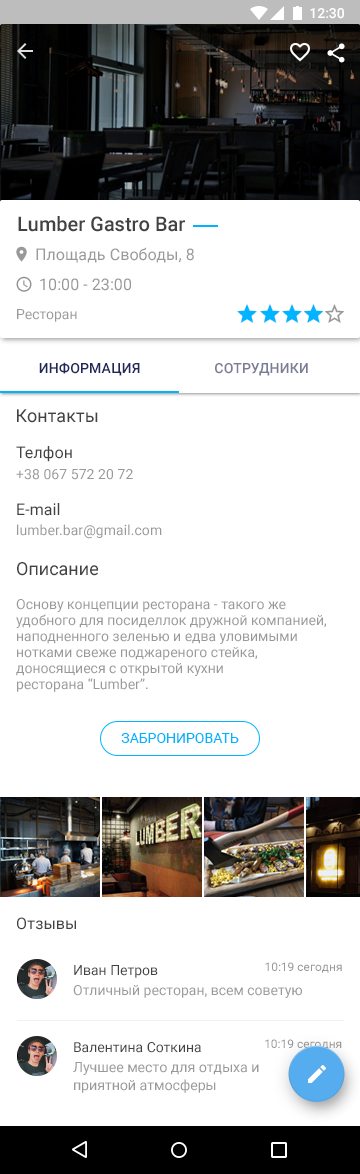 12:30
Lumber Gastro Bar
Площадь Свободы, 8
10:00 - 23:00
Ресторан
ИНФОРМАЦИЯ
СОТРУДНИКИ
Контакты
Телфон
+38 067 572 20 72
E-mail
lumber.bar@gmail.com
Описание
Основу концепции ресторана - такого же
удобного для посиделлок дружной компанией,
наподненного зеленью и едва уловимыми
нотками свеже поджареного стейка,
доносящиеся с открытой кухни
ресторана “Lumber”.
ЗАБРОНИРОВАТЬ
LUMBER
Отзывы
Иван Петров
10:19 сегодня
Отличный ресторан, всем советую
Валентина Соткина
10:19 сегодня
Лучшее место для отдыха и
приятной атмосферы